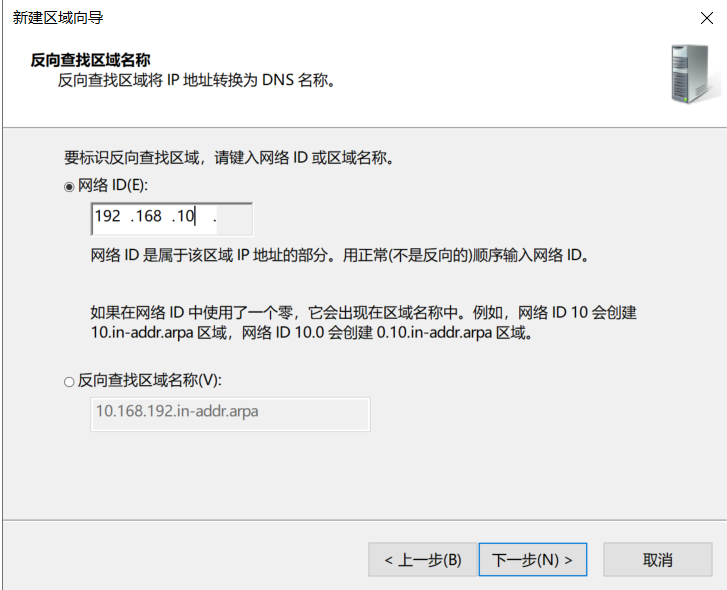 新建区域向导
反向查找区域名称
反向查找区域将 IP 地址转换为 DNS 名称。
要标识反向查找区域，请键入网络 ID 或区域名称。
网络 ID(E):
192 .168 .10 .
网络 ID 是属于该区域 IP 地址的部分。用正常(不是反向的)顺序输入网络 ID。
如果在网络 ID 中使用了一个零，它会出现在区域名称中。例如，网络 ID 10 会创建
10.in-addr.arpa 区域，网络 ID 10.0 会创建 0.10.in-addr.arpa 区域。
反向查找区域名称(V):
10.168.192.in-addr.arpa
< 上一步(B) 下一步(N) > 取消